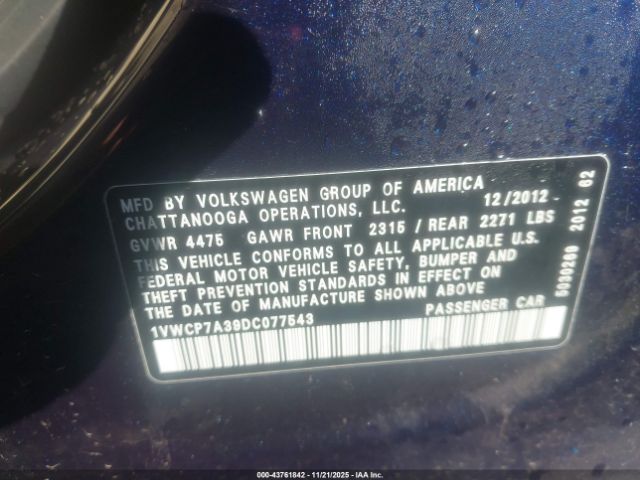 MFD BY VOLKSWAGEN GROUP OF AMERICA 12/2012
CHATTANOOGA OPERATIONS, LLC.
GVWR 4475 GAWR FRONT 2315 / REAR 2271 LBS
THIS VEHICLE CONFORMS TO ALL APPLICABLE U.S.
FEDERAL MOTOR VEHICLE SAFETY, BUMPER AND
THEFT PREVENTION STANDARDS IN EFFECT ON
THE DATE OF MANUFACTURE SHOWN ABOVE
1VWCP7A39DC077543 PASSENGER CAR
2012 62
000-43761842 - 11/21/2025 - IAAI, Inc.